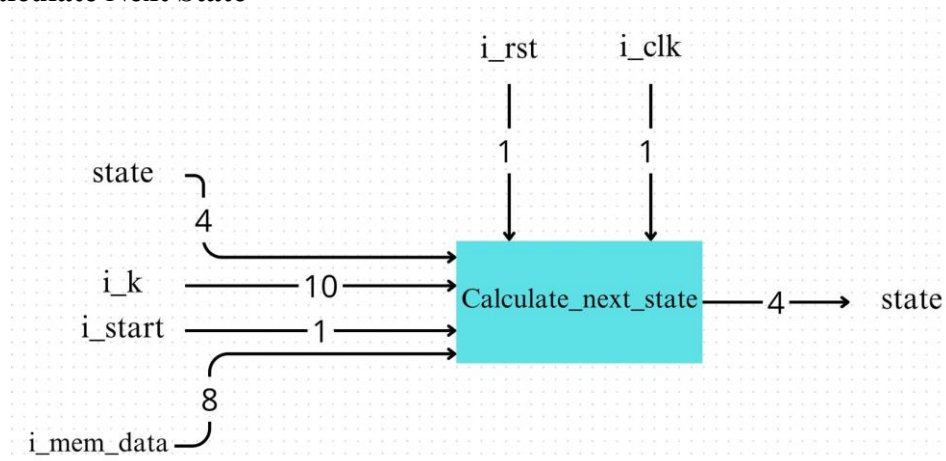 i_rst
i_clk
1
1
state
4
i_k
10
Calculate_next_state
4
state
i_start
1
8
i_mem_data